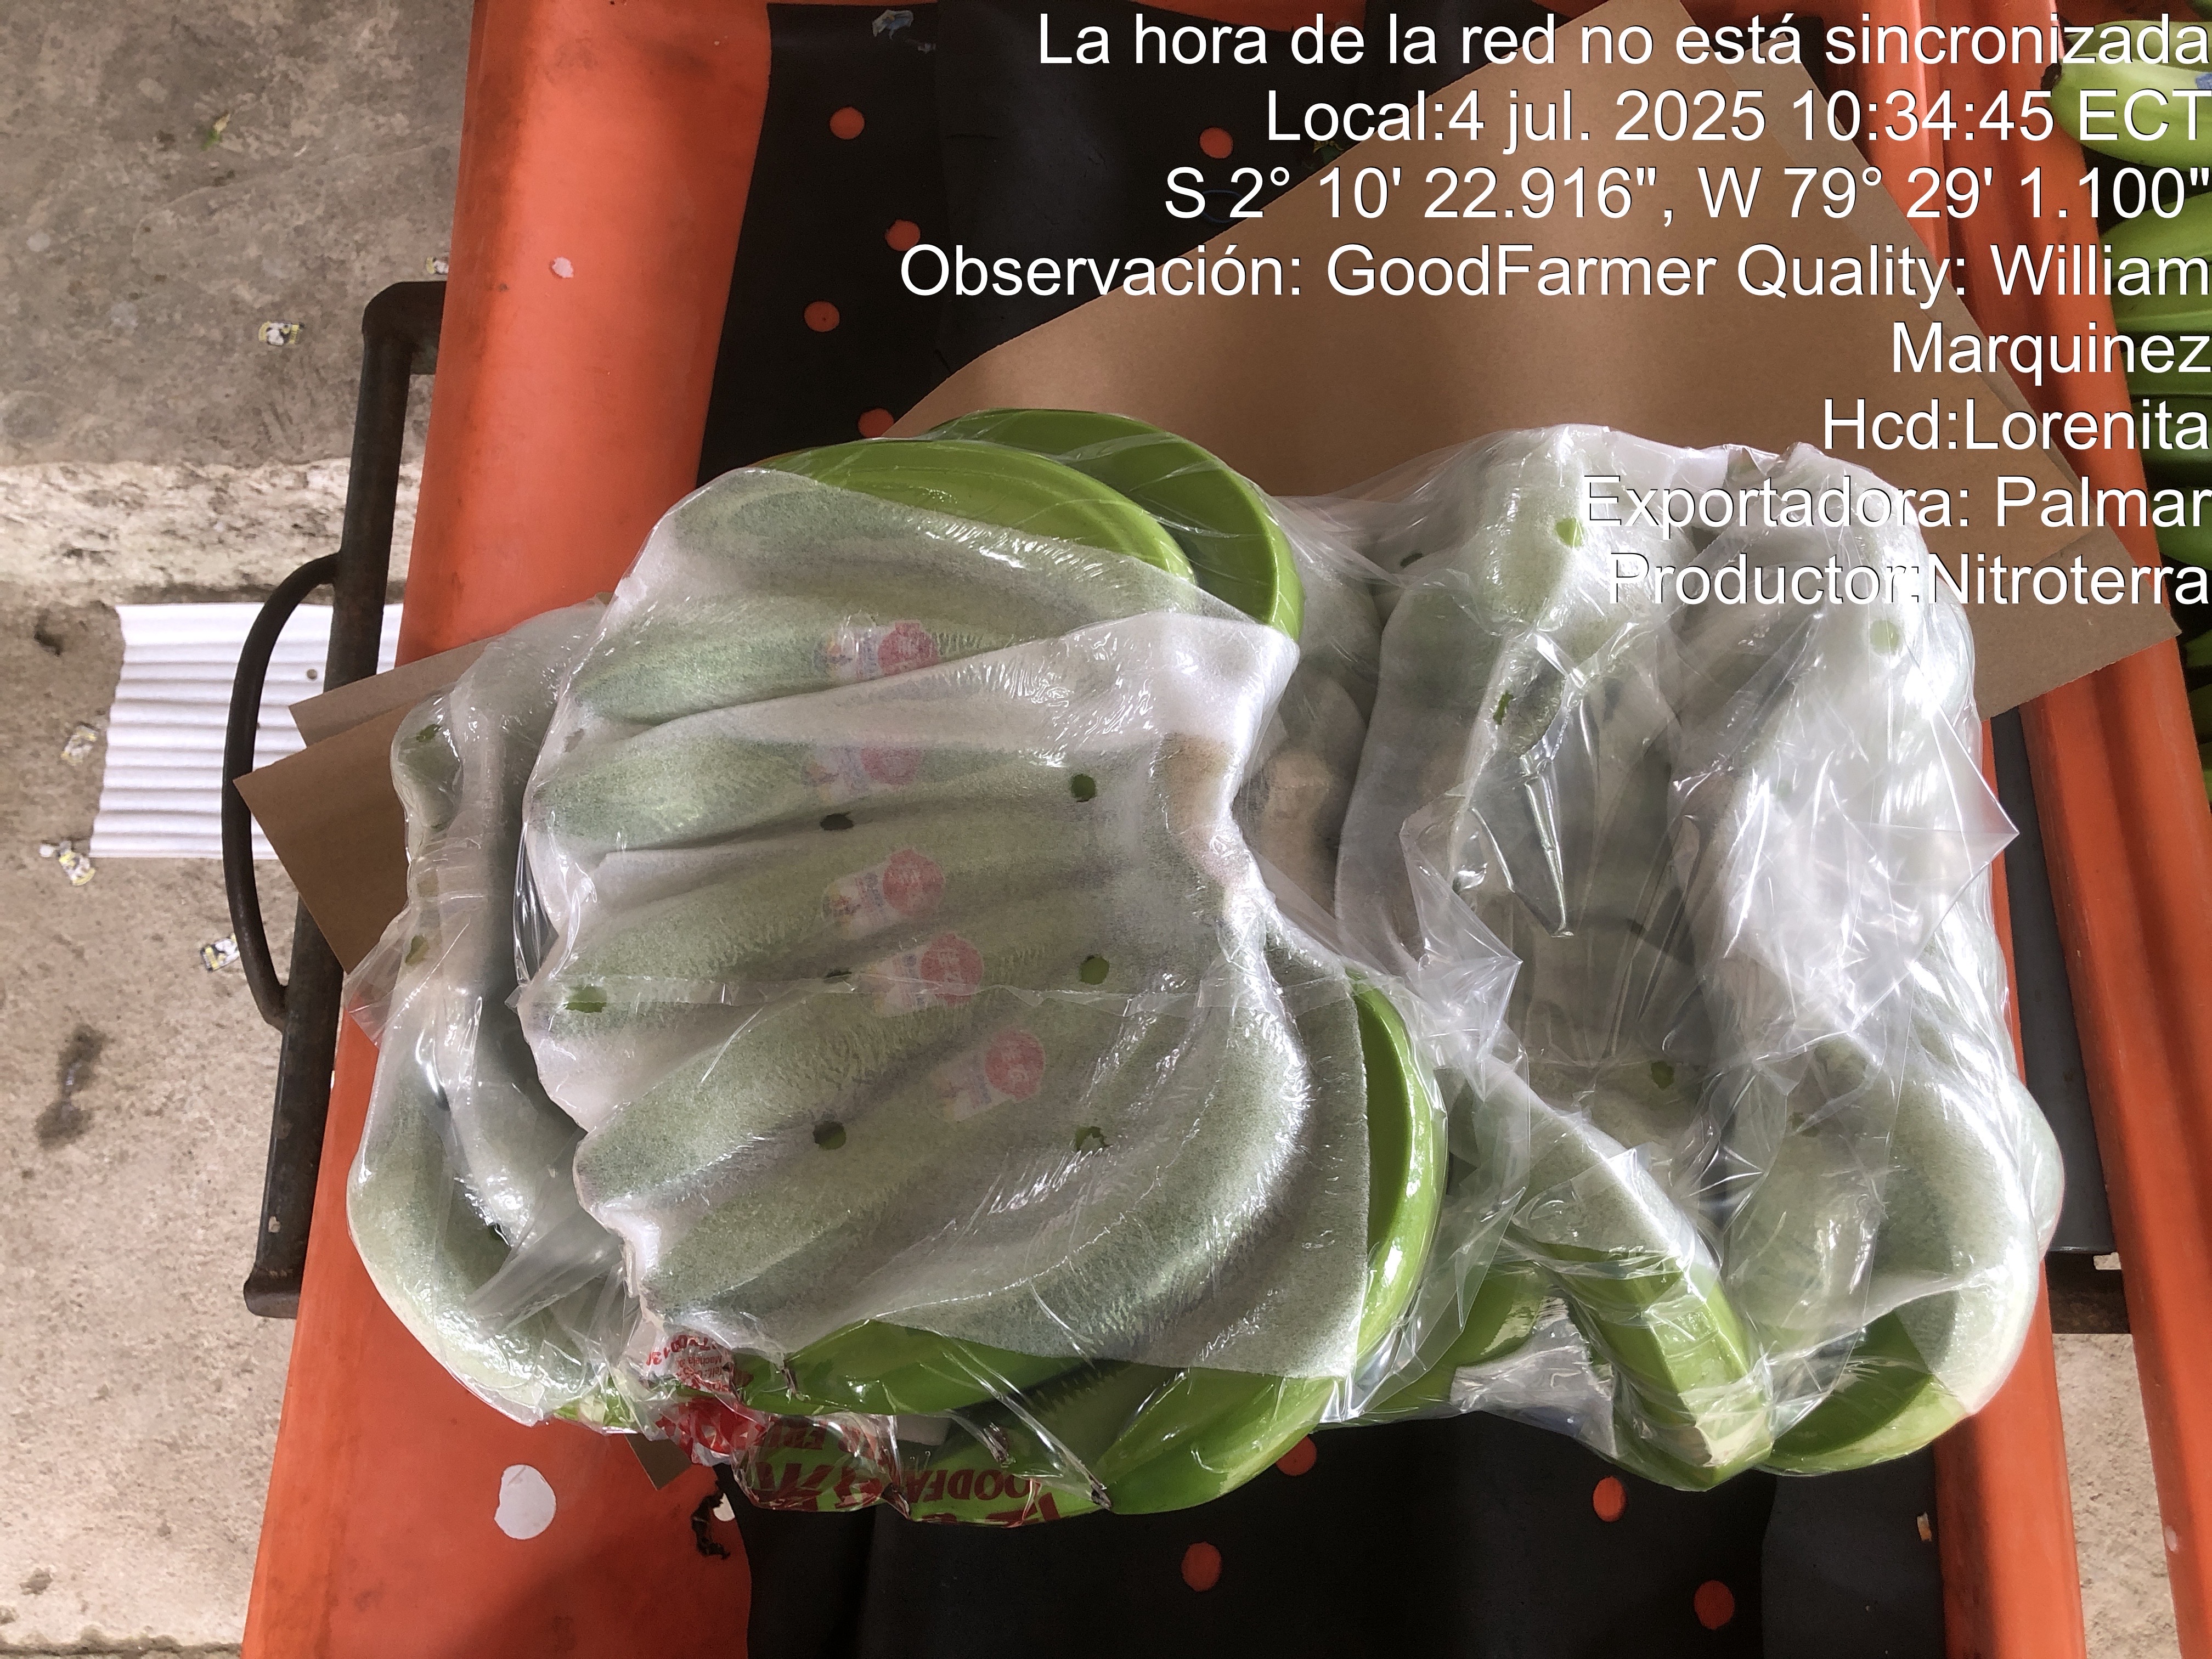 La hora de la red no está sincronizada
Local:4 jul. 2025 10:34:45 ECT
S 2° 10' 22.916", W 79° 29' 1.100"
Observación: GoodFarmer Quality: William
Marquinez
Hcd:Lorenita
Exportadora: Palmar
Productor:Nitroterra